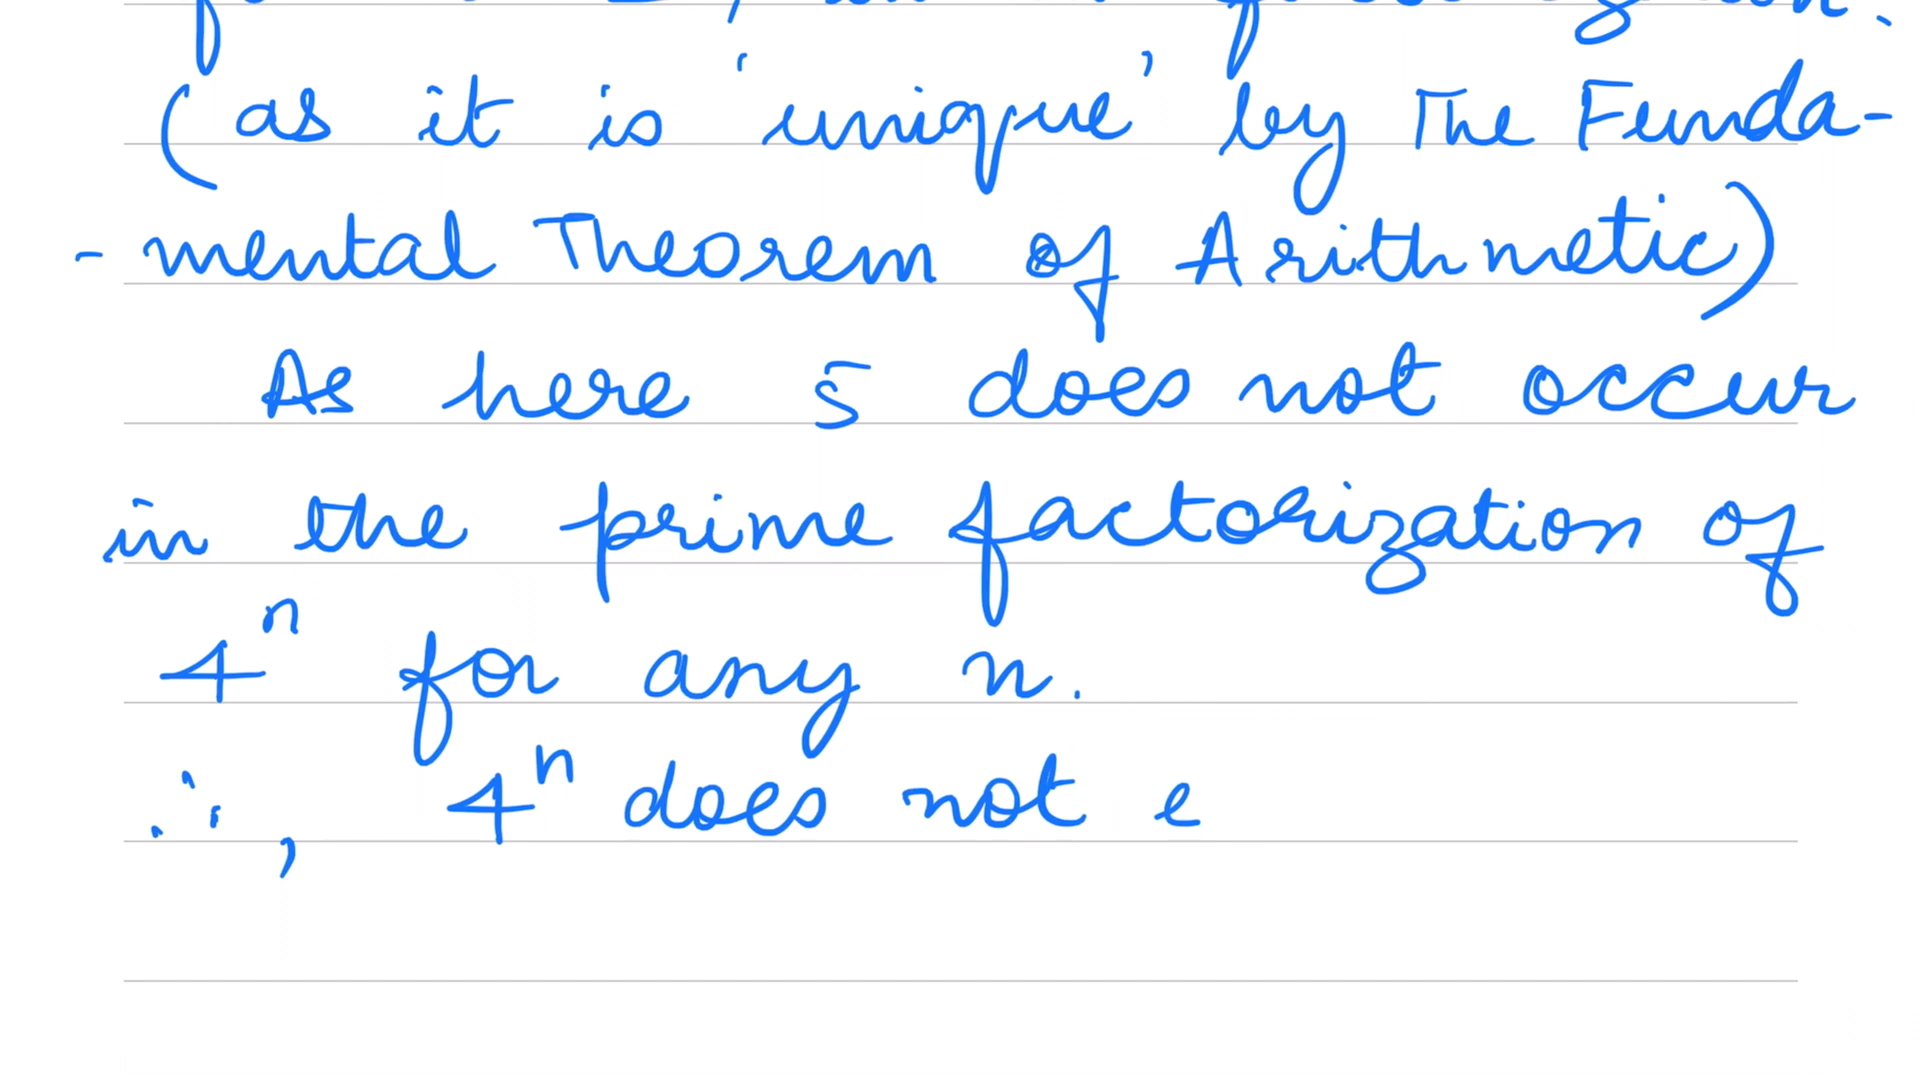 (as it is 'unique' by The Funda-
-mental Theorem of Arithmetic)
As here 5 does not occur
in the prime factorization of
4ⁿ for any n.
∴, 4ⁿ does not e